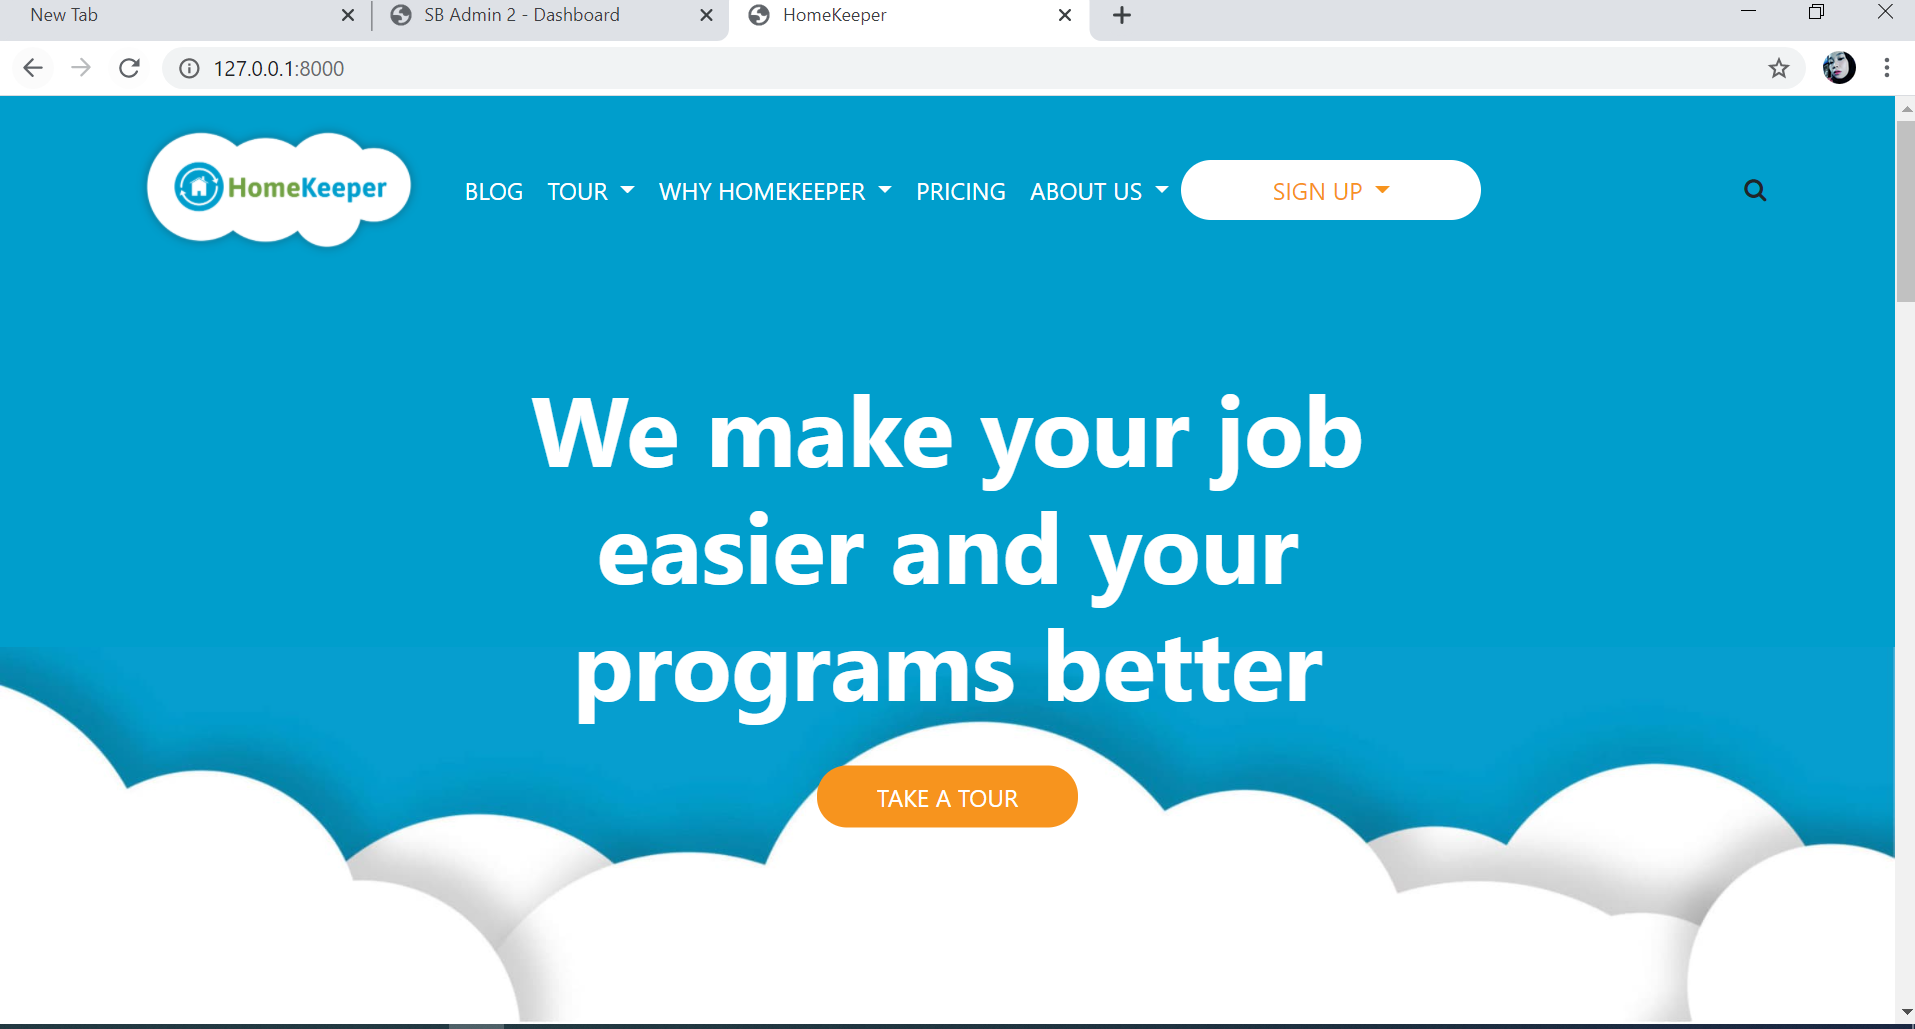 New Tab
SB Admin 2 - Dashboard
HomeKeeper
127.0.0.1:8000
HomeKeeper
BLOG
TOUR
WHY HOMEKEEPER
PRICING
ABOUT US
SIGN UP
We make your job
easier and your
programs better
TAKE A TOUR